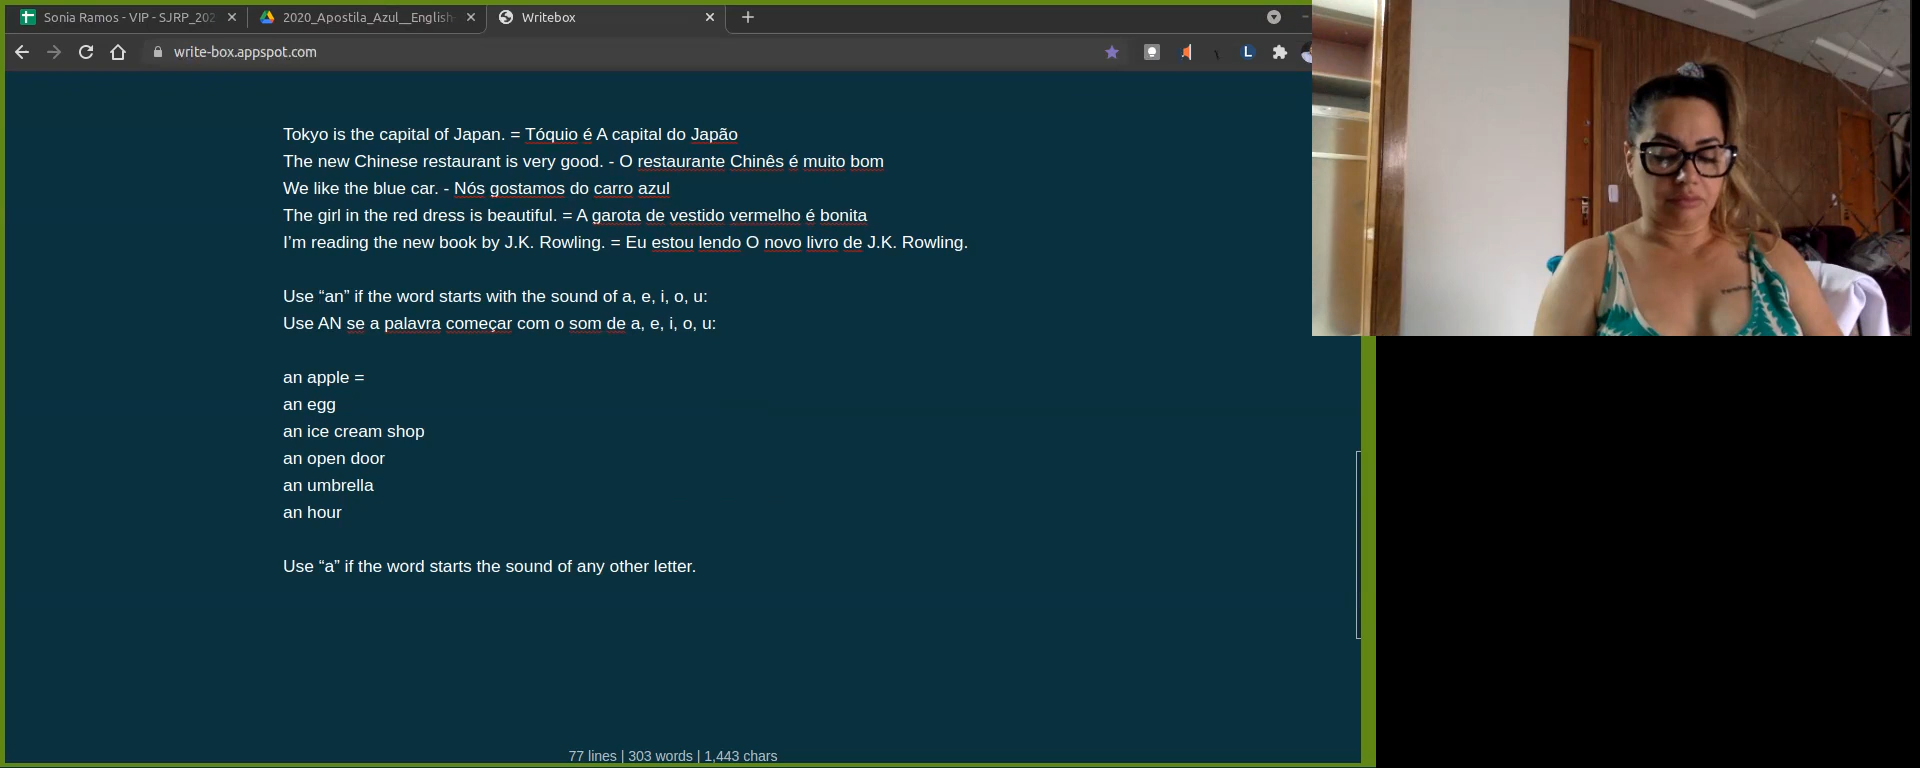 Sonia Ramos - VIP - SJRP_202
2020_Apostila_Azul__English
Writebox
write-box.appspot.com
L
Tokyo is the capital of Japan. = Tóquio é A capital do Japão
The new Chinese restaurant is very good. - O restaurante Chinês é muito bom
We like the blue car. - Nós gostamos do carro azul
The girl in the red dress is beautiful. = A garota de vestido vermelho é bonita
I’m reading the new book by J.K. Rowling. = Eu estou lendo O novo livro de J.K. Rowling.
Use “an” if the word starts with the sound of a, e, i, o, u:
Use AN se a palavra começar com o som de a, e, i, o, u:
an apple =
an egg
an ice cream shop
an open door
an umbrella
an hour
Use “a” if the word starts the sound of any other letter.
77 lines | 303 words | 1,443 chars